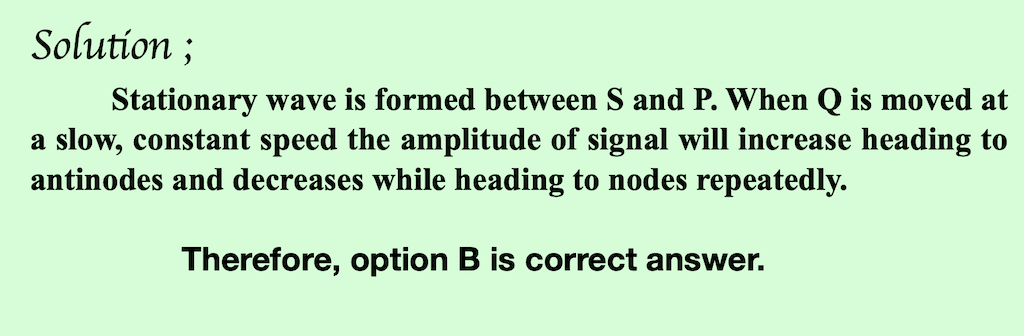 Solution ;
Stationary wave is formed between S and P. When Q is moved at
a slow, constant speed the amplitude of signal will increase heading to
antinodes and decreases while heading to nodes repeatedly.
Therefore, option B is correct answer.